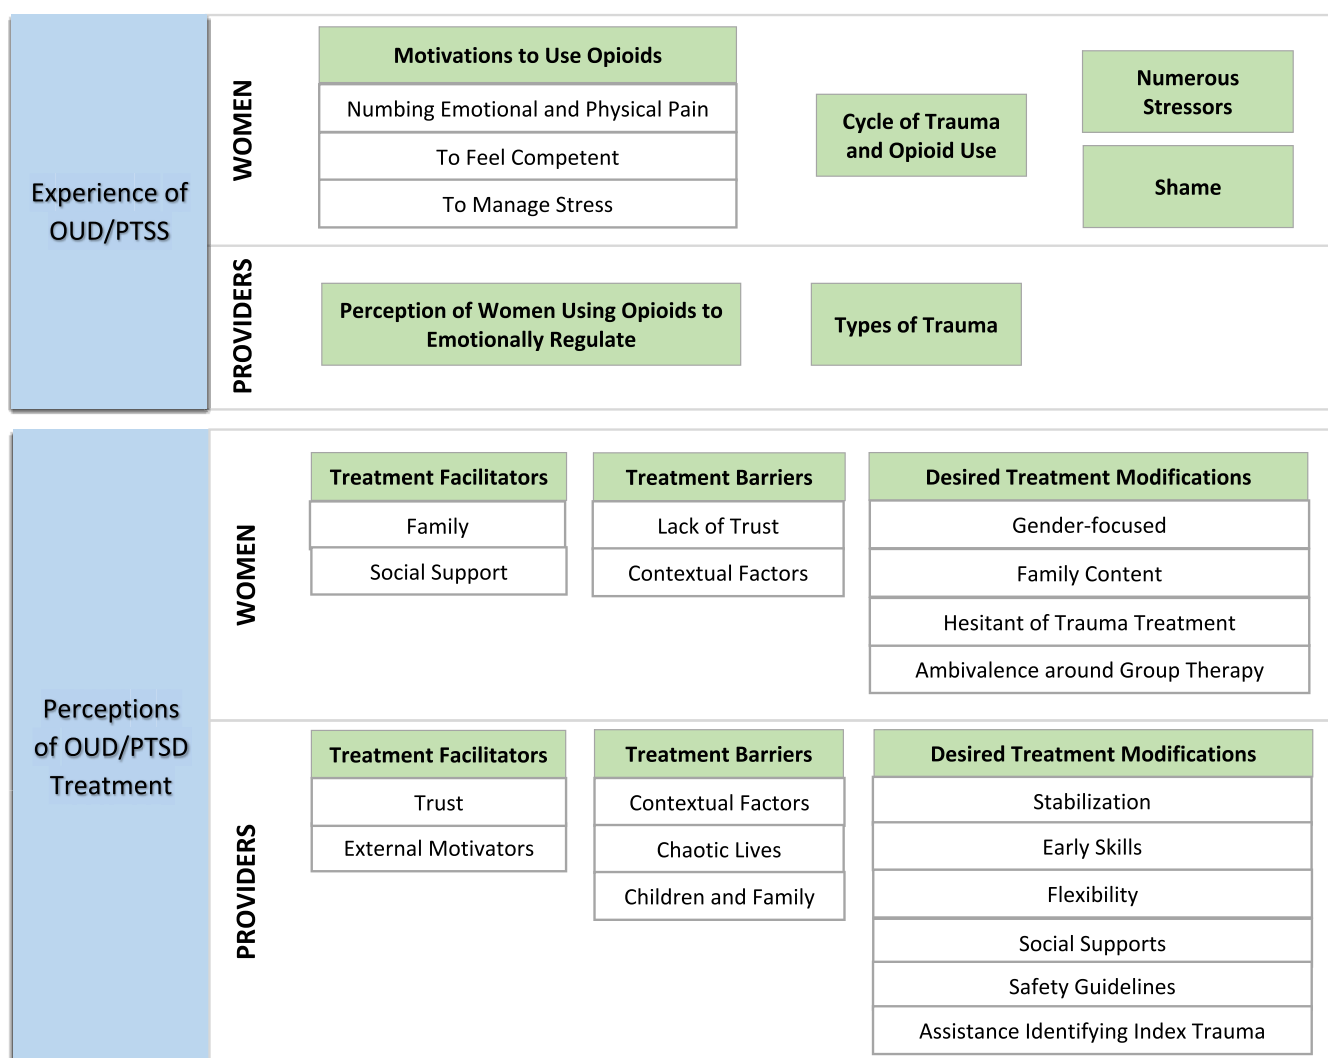 Experience of
OUD/PTSS
WOMEN
Motivations to Use Opioids
Numbing Emotional and Physical Pain
To Feel Competent
To Manage Stress
Cycle of Trauma
and Opioid Use
Numerous
Stressors
Shame
PROVIDERS
Perception of Women Using Opioids to
Emotionally Regulate
Types of Trauma
Perceptions
of OUD/PTSD
Treatment
WOMEN
Treatment Facilitators
Family
Social Support
Treatment Barriers
Lack of Trust
Contextual Factors
Desired Treatment Modifications
Gender-focused
Family Content
Hesitant of Trauma Treatment
Ambivalence around Group Therapy
PROVIDERS
Treatment Facilitators
Trust
External Motivators
Treatment Barriers
Contextual Factors
Chaotic Lives
Children and Family
Desired Treatment Modifications
Stabilization
Early Skills
Flexibility
Social Supports
Safety Guidelines
Assistance Identifying Index Trauma